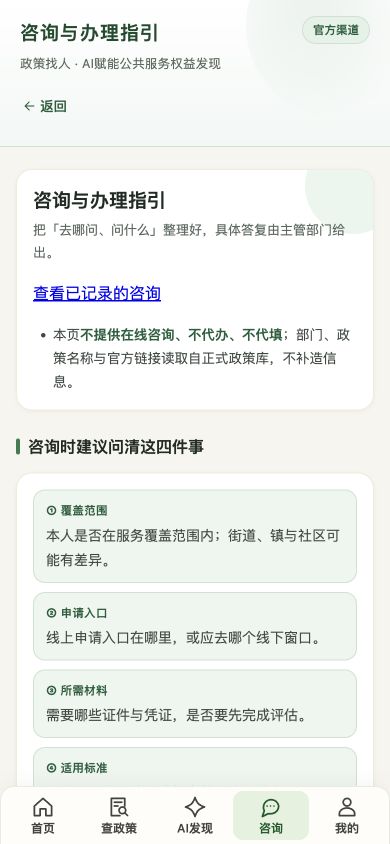 咨询与办理指引
官方渠道
政策找人 · AI赋能公共服务权益发现
← 返回
咨询与办理指引
把「去哪问、问什么」整理好，具体答复由主管部门给
出。
查看已记录的咨询
• 本页不提供在线咨询、不代办、不代填；部门、政
策名称与官方链接读取自正式政策库，不补造信
息。
咨询时建议问清这四件事
① 覆盖范围
本人是否在服务覆盖范围内；街道、镇与社区可
能有差异。
② 申请入口
线上申请入口在哪里，或应去哪个线下窗口。
③ 所需材料
需要哪些证件与凭证，是否要先完成评估。
④ 适用标准
首页
查政策
AI发现
咨询
我的